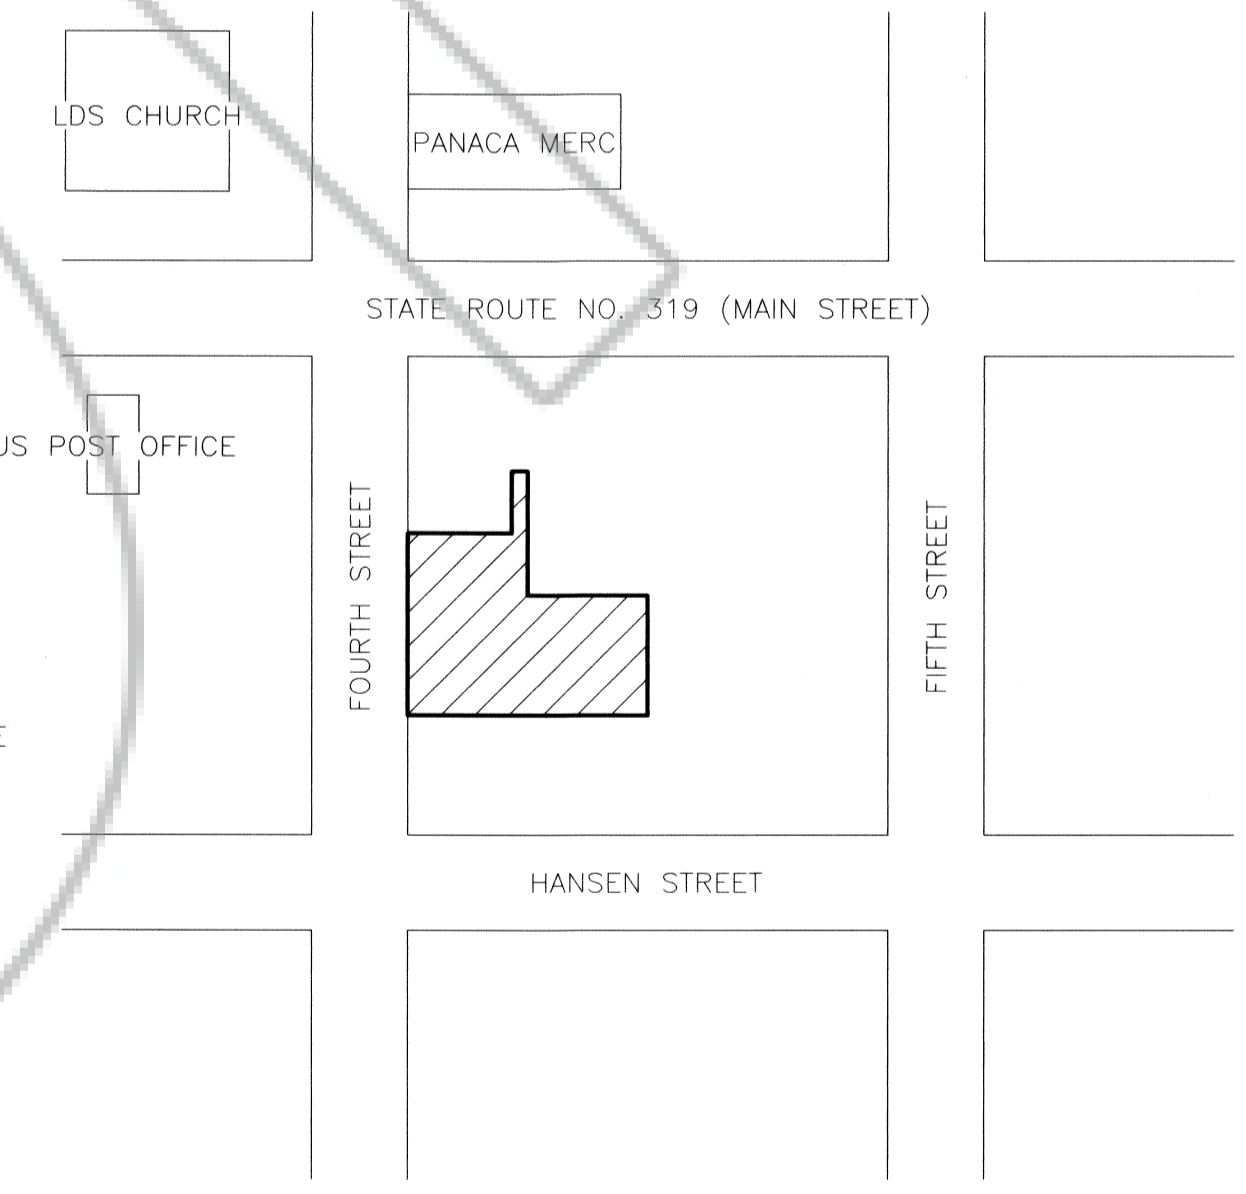 LDS CHURCH
PANACA MERC
STATE ROUTE NO. 319 (MAIN STREET)
US POST OFFICE
FOURTH STREET
FIFTH STREET
HANSEN STREET